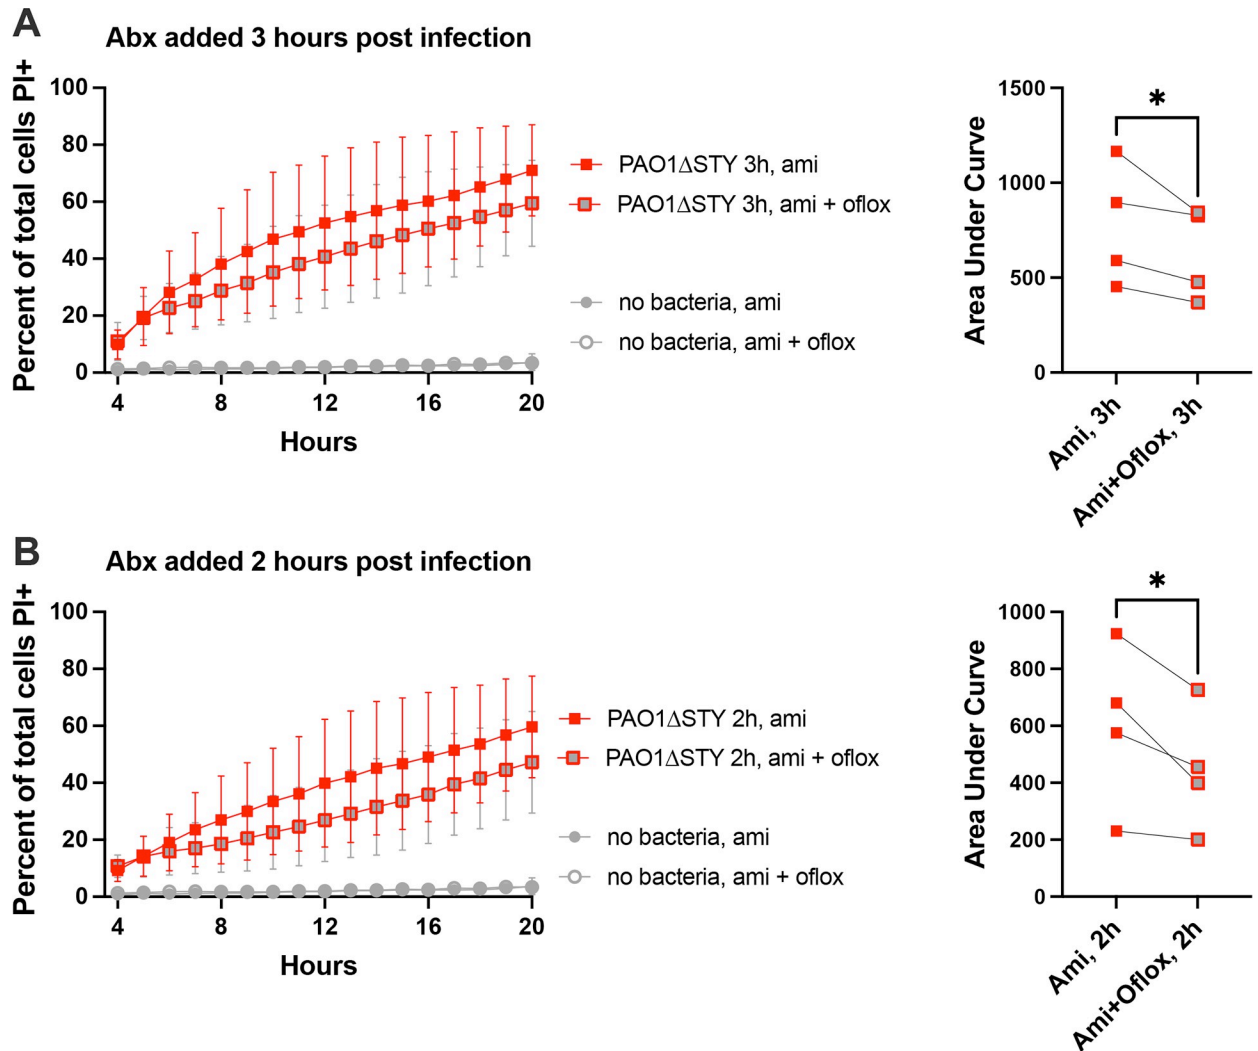 A
Abx added 3 hours post infection
Percent of total cells PI+
100
80
60
40
20
0
4
8
12
16
20
Hours
PAO1ΔSTY 3h, ami
PAO1ΔSTY 3h, ami + oflox
no bacteria, ami
no bacteria, ami + oflox
Area Under Curve
1500
1000
500
0
*
Ami, 3h
Ami+Oflox, 3h
B
Abx added 2 hours post infection
Percent of total cells PI+
100
80
60
40
20
0
4
8
12
16
20
Hours
PAO1ΔSTY 2h, ami
PAO1ΔSTY 2h, ami + oflox
no bacteria, ami
no bacteria, ami + oflox
Area Under Curve
1000
800
600
400
200
0
*
Ami, 2h
Ami+Oflox, 2h